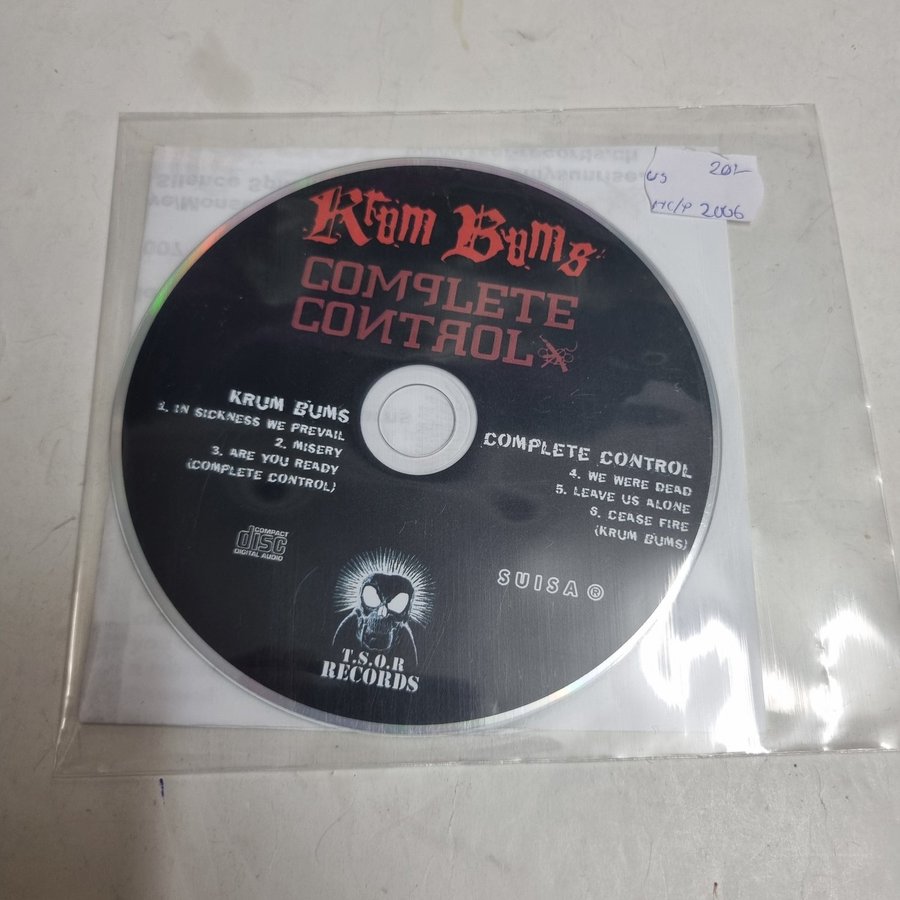 US 20:-
HC/P 2006
Krum Bums
COMPLETE
CONTROL
KRUM BUMS
1. IN SICKNESS WE PREVAIL
2. MISERY
3. ARE YOU READY
(COMPLETE CONTROL)
COMPLETE CONTROL
4. WE WERE DEAD
5. LEAVE US ALONE
6. CEASE FIRE
(KRUM BUMS)
COMPACT
disc
DIGITAL AUDIO
SUISA ®
T.S.O.R
RECORDS